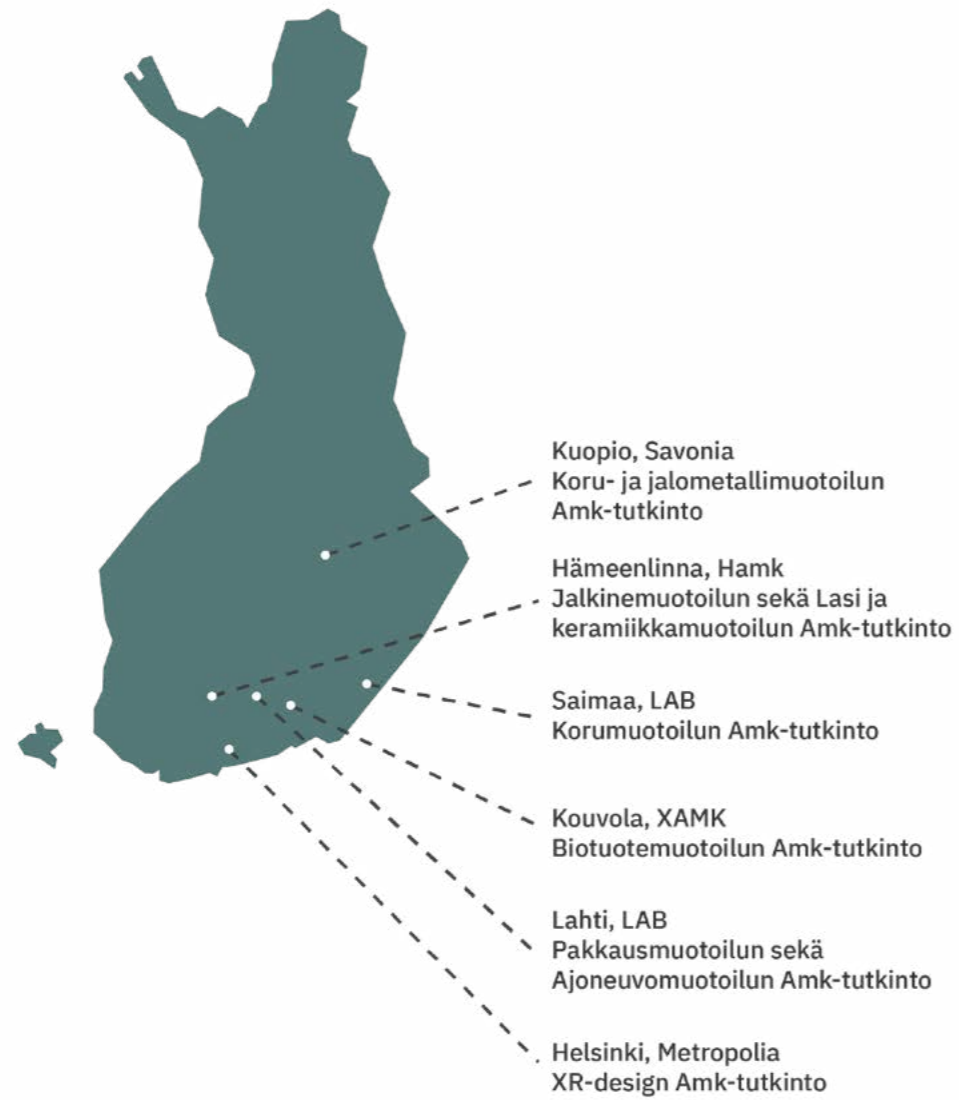 Kuopio, Savonia
Koru- ja jalometallimuotoilun
Amk-tutkinto
Hämeenlinna, Hamk
Jalkinemuotoilun sekä Lasi ja
keramiikkamuotoilun Amk-tutkinto
Saimaa, LAB
Korumuotoilun Amk-tutkinto
Kouvola, XAMK
Biotuotemuotoilun Amk-tutkinto
Lahti, LAB
Pakkausmuotoilun sekä
Ajoneuvomuotoilun Amk-tutkinto
Helsinki, Metropolia
XR-design Amk-tutkinto